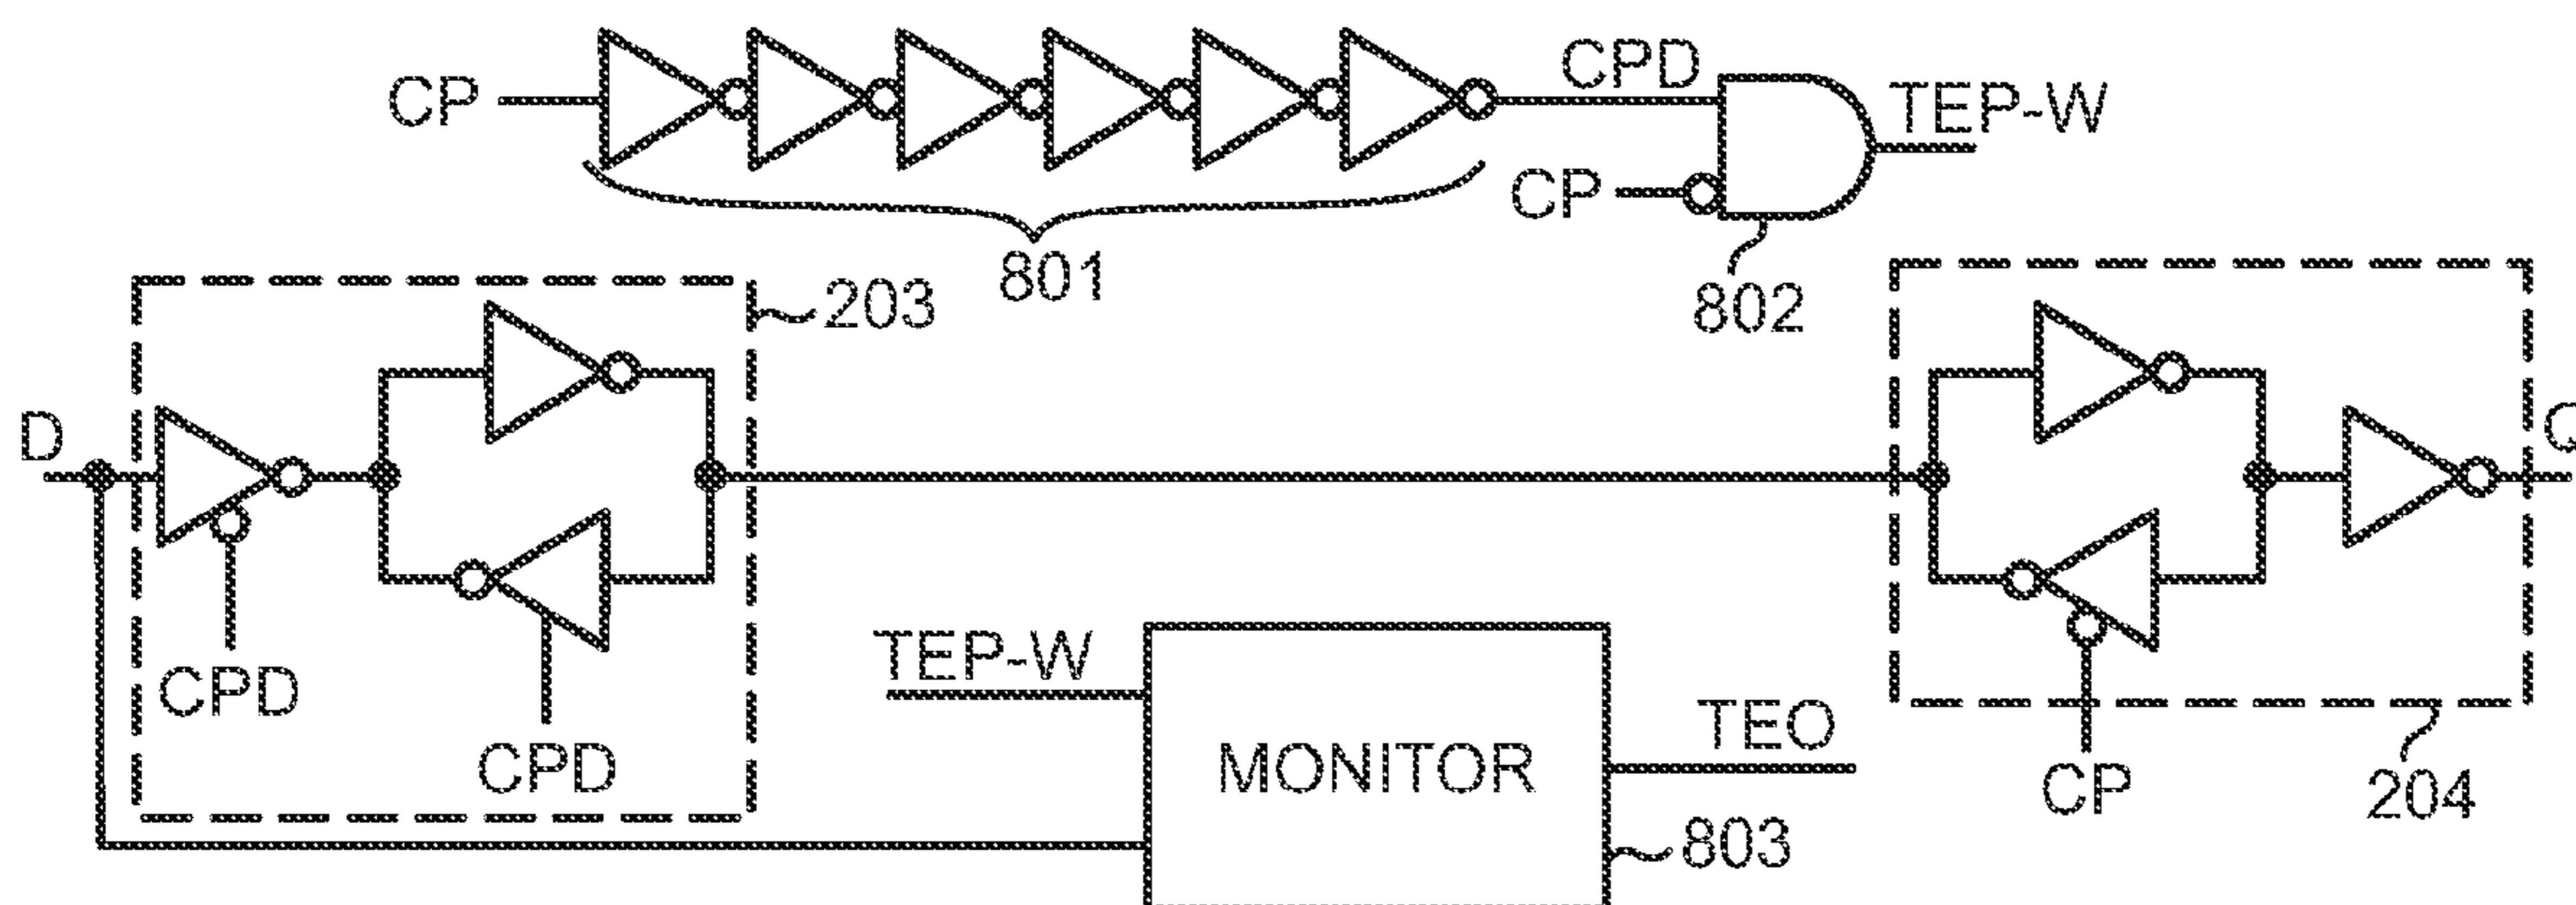 CP
CPD
TEP-W
CP
801
802
203
D
Q
TEP-W
CPD
CPD
MONITOR
TEO
CP
204
803